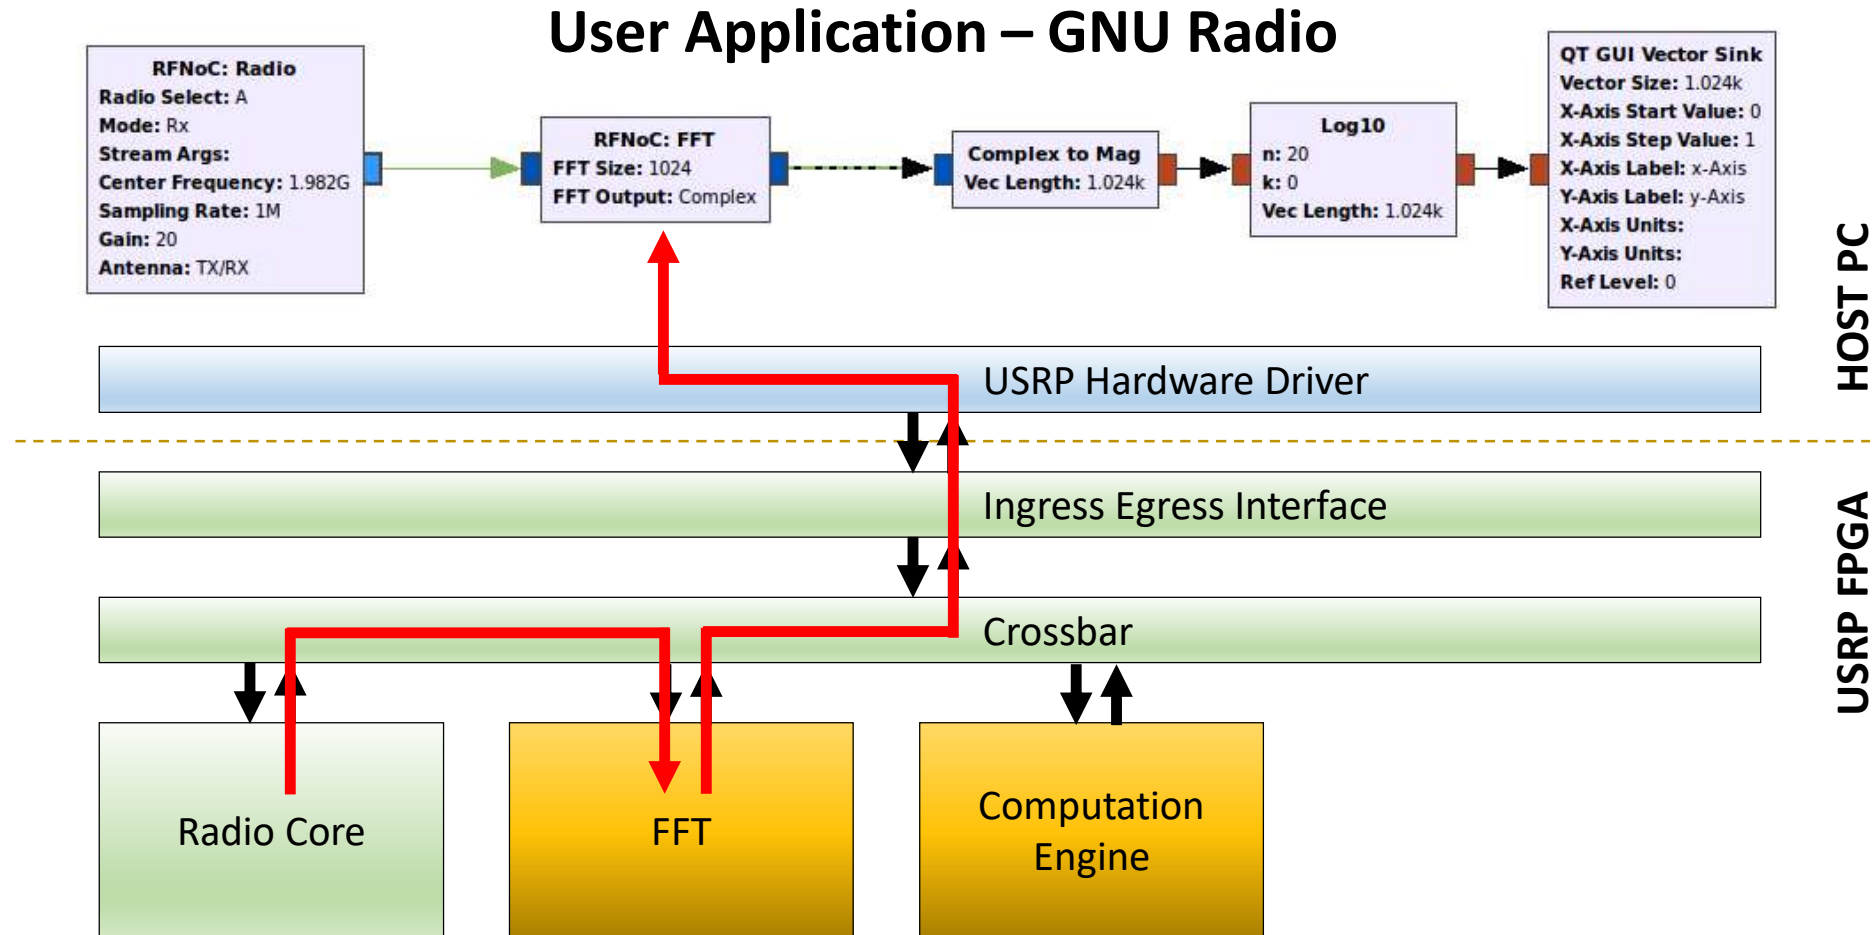 User Application – GNU Radio
RFNoC: Radio
Radio Select: A
Mode: Rx
Stream Args:
Center Frequency: 1.982G
Sampling Rate: 1M
Gain: 20
Antenna: TX/RX
RFNoC: FFT
FFT Size: 1024
FFT Output: Complex
Complex to Mag
Vec Length: 1.024k
Log10
n: 20
k: 0
Vec Length: 1.024k
QT GUI Vector Sink
Vector Size: 1.024k
X-Axis Start Value: 0
X-Axis Step Value: 1
X-Axis Label: x-Axis
Y-Axis Label: y-Axis
X-Axis Units:
Y-Axis Units:
Ref Level: 0
HOST PC
USRP Hardware Driver
Ingress Egress Interface
Crossbar
USRP FPGA
Radio Core
FFT
Computation
Engine